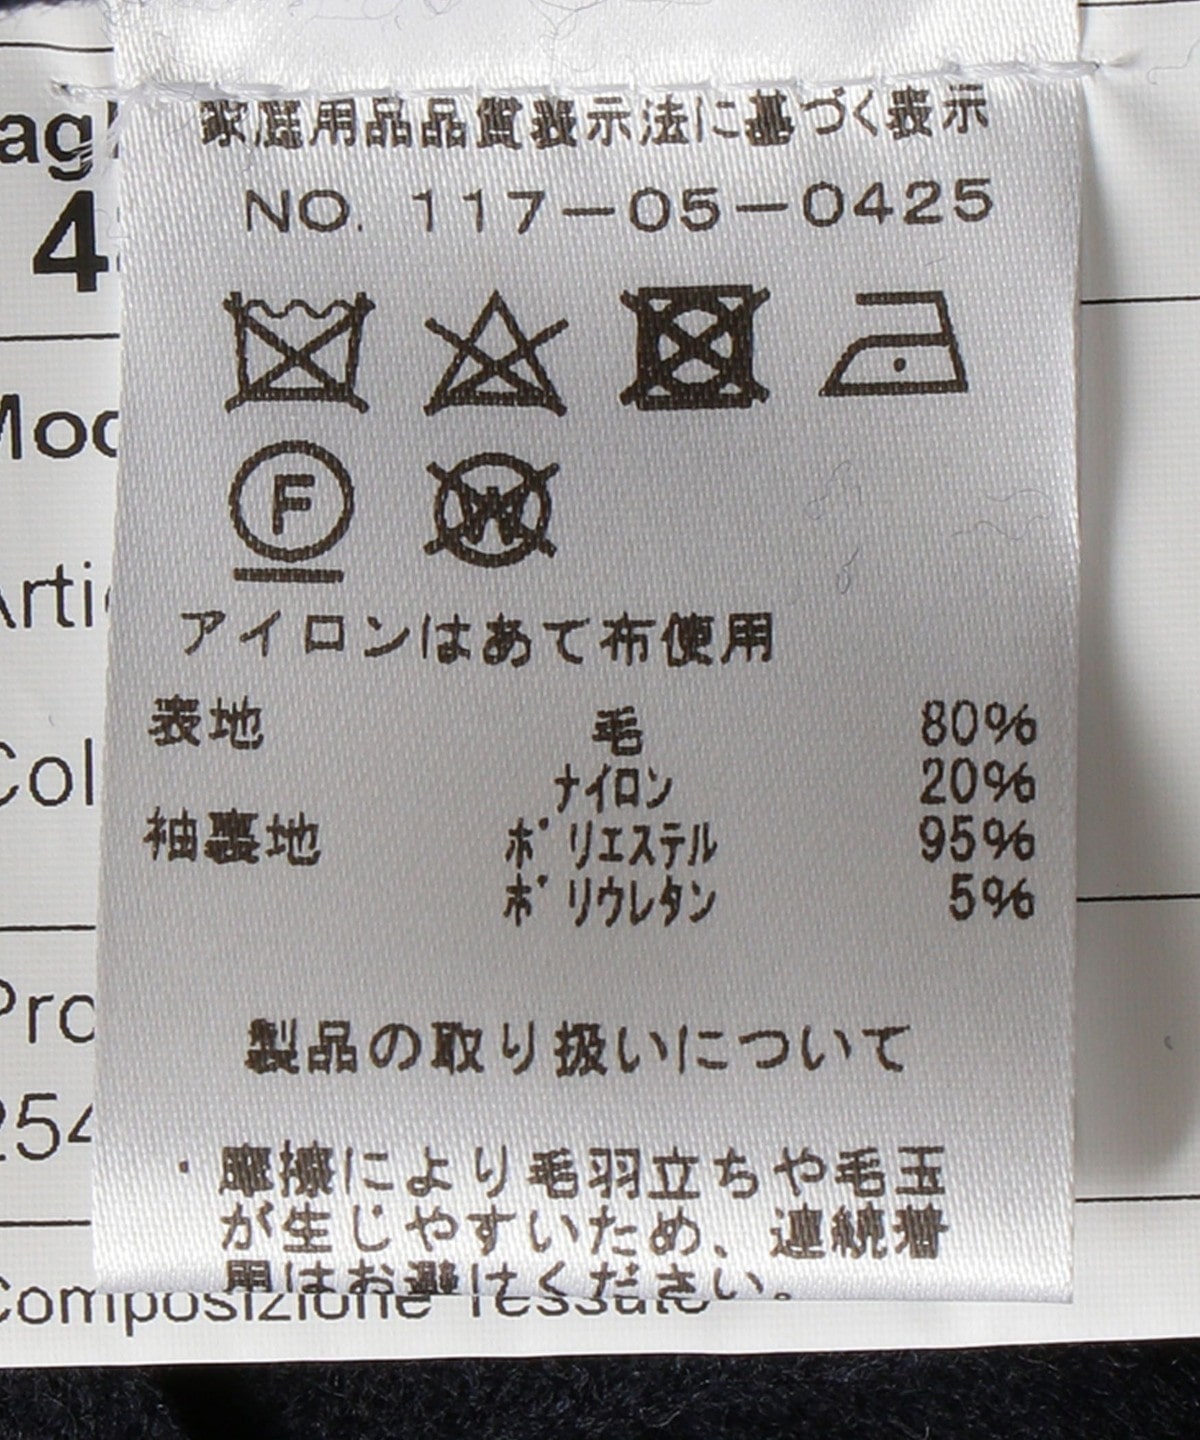 家庭用品品質表示法に基づく表示
NO. 117-05-0425
F
W
アイロンはあて布使用
表地 毛 80%
ナイロン 20%
袖裏地 ポリエステル 95%
ポリウレタン 5%
製品の取り扱いについて
・摩擦により毛羽立ちや毛玉
が生じやすいため、連続着
用はお避けください。
Composizione Tessuto